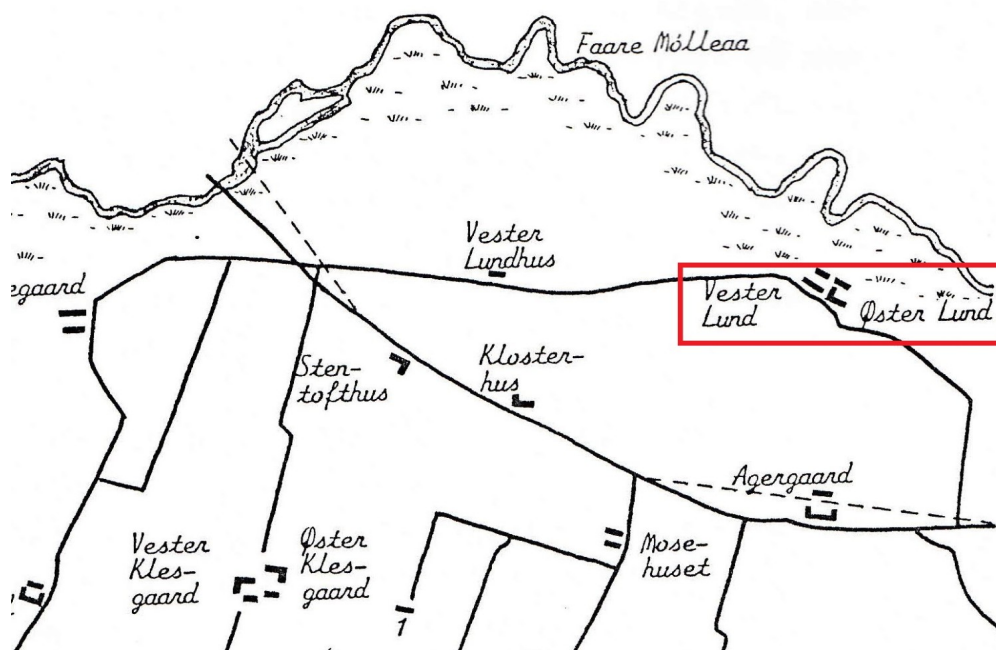 Faare Mólleaa
Vester
Lundhus
egaard
Vester
Lund
Øster Lund
Sten-
tofthus
Kloster-
hus
Agergaard
Vester
Kles-
gaard
Øster
Kles-
gaard
Mose-
huset
1